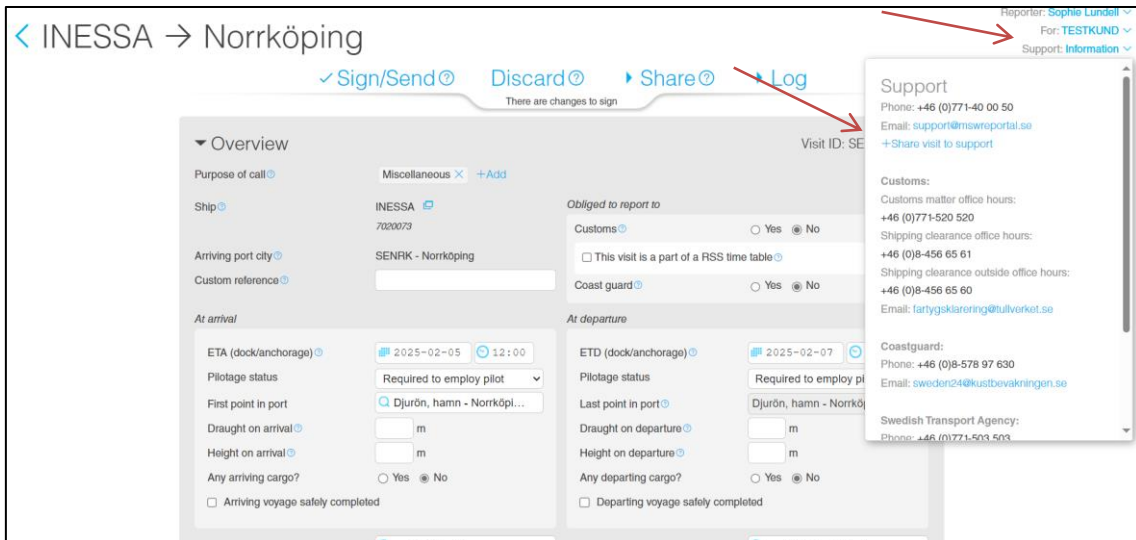 INESSA → Norrköping
Reporter: Sophie Lundell
For: TESTKUND
Support: Information
Sign/Send
Discard
Share
Log
There are changes to sign
Overview
Visit ID: SE
Purpose of call
Miscellaneous
+Add
Ship
INESSA
7020073
Arriving port city
SENRK - Norrköping
Custom reference
Obliged to report to
Customs
Yes
No
This visit is a part of a RSS time table
Coast guard
Yes
No
At arrival
ETA (dock/anchorage)
2025-02-05
12:00
Pilotage status
Required to employ pilot
First point in port
Djurön, hamn - Norrköpi...
Draught on arrival
m
Height on arrival
m
Any arriving cargo?
Yes
No
Arriving voyage safely completed
At departure
ETD (dock/anchorage)
2025-02-07
Pilotage status
Required to employ pi
Last point in port
Djurön, hamn - Norrköp
Draught on departure
m
Height on departure
m
Any departing cargo?
Yes
No
Departing voyage safely completed
Support
Phone: +46 (0)771-40 00 50
Email: support@mswreportal.se
+Share visit to support
Customs:
Customs matter office hours:
+46 (0)771-520 520
Shipping clearance office hours:
+46 (0)8-456 65 61
Shipping clearance outside office hours:
+46 (0)8-456 65 60
Email: fartygsklarering@tullverket.se
Coastguard:
Phone: +46 (0)8-578 97 630
Email: sweden24@kustbevakningen.se
Swedish Transport Agency:
Phone: +46 (0)771-503 503